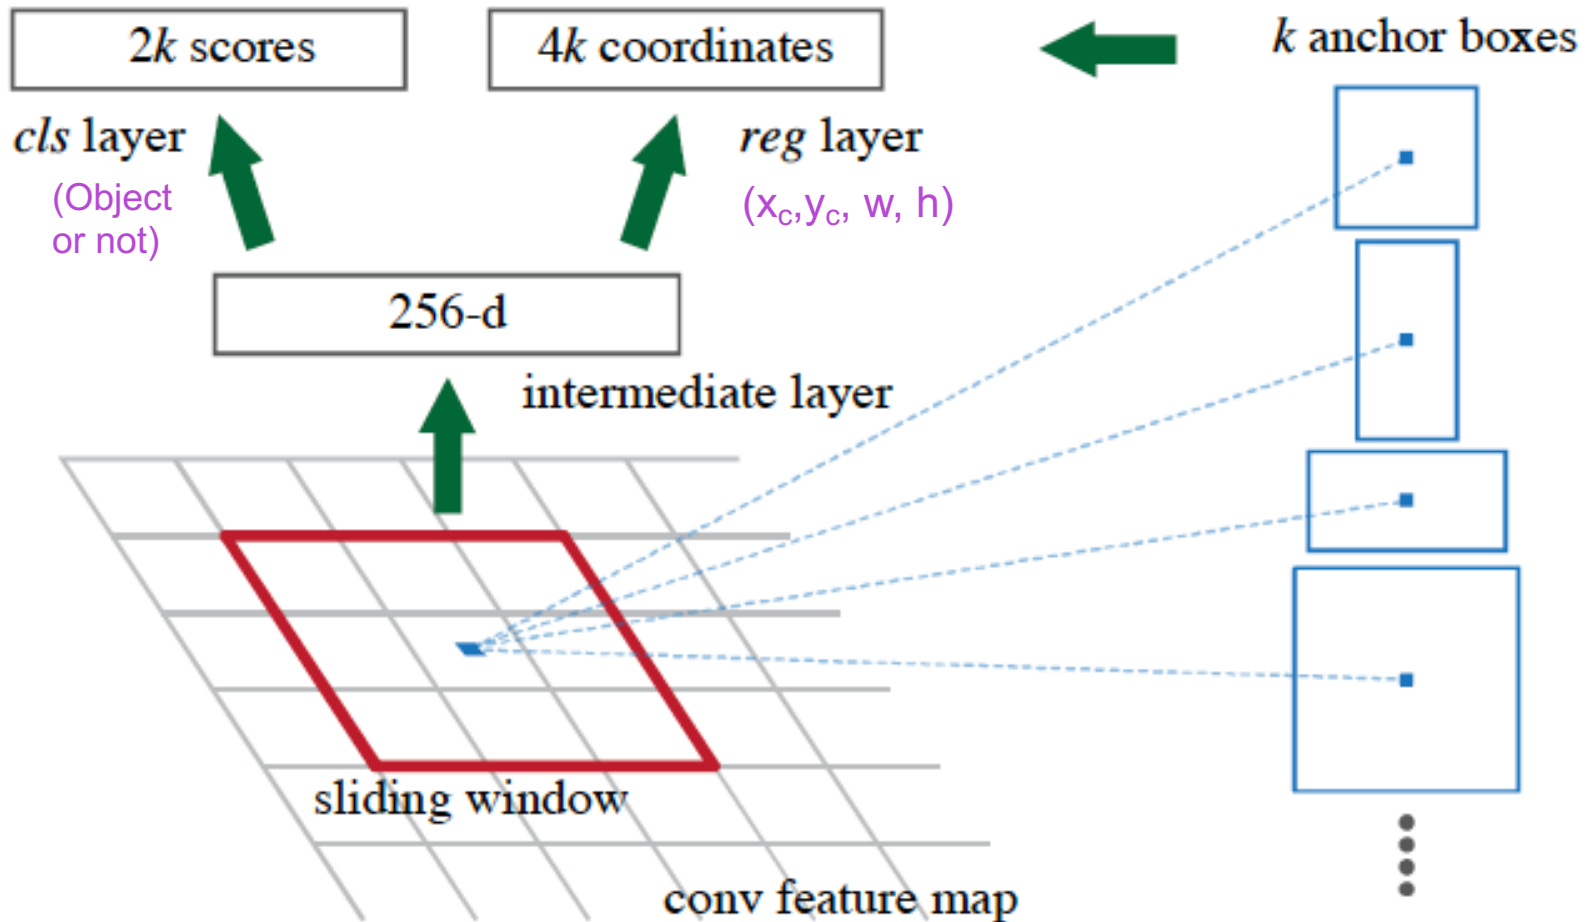 2k scores
4k coordinates
k anchor boxes
cls layer
reg layer
(Object
or not)
(xc,yc, w, h)
256-d
intermediate layer
sliding window
conv feature map